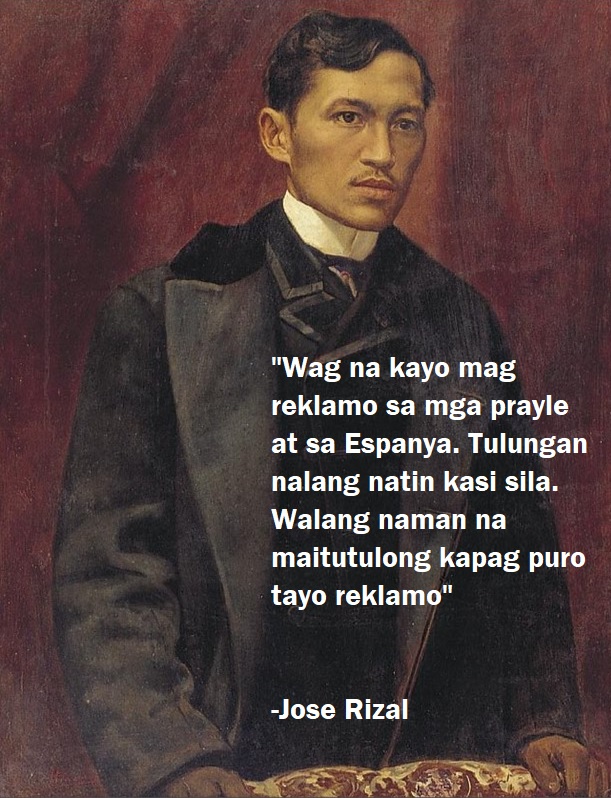 "Wag na kayo mag
reklamo sa mga prayle
at sa Espanya. Tulungan
nalang natin kasi sila.
Walang naman na
maitutulong kapag puro
tayo reklamo"
-Jose Rizal